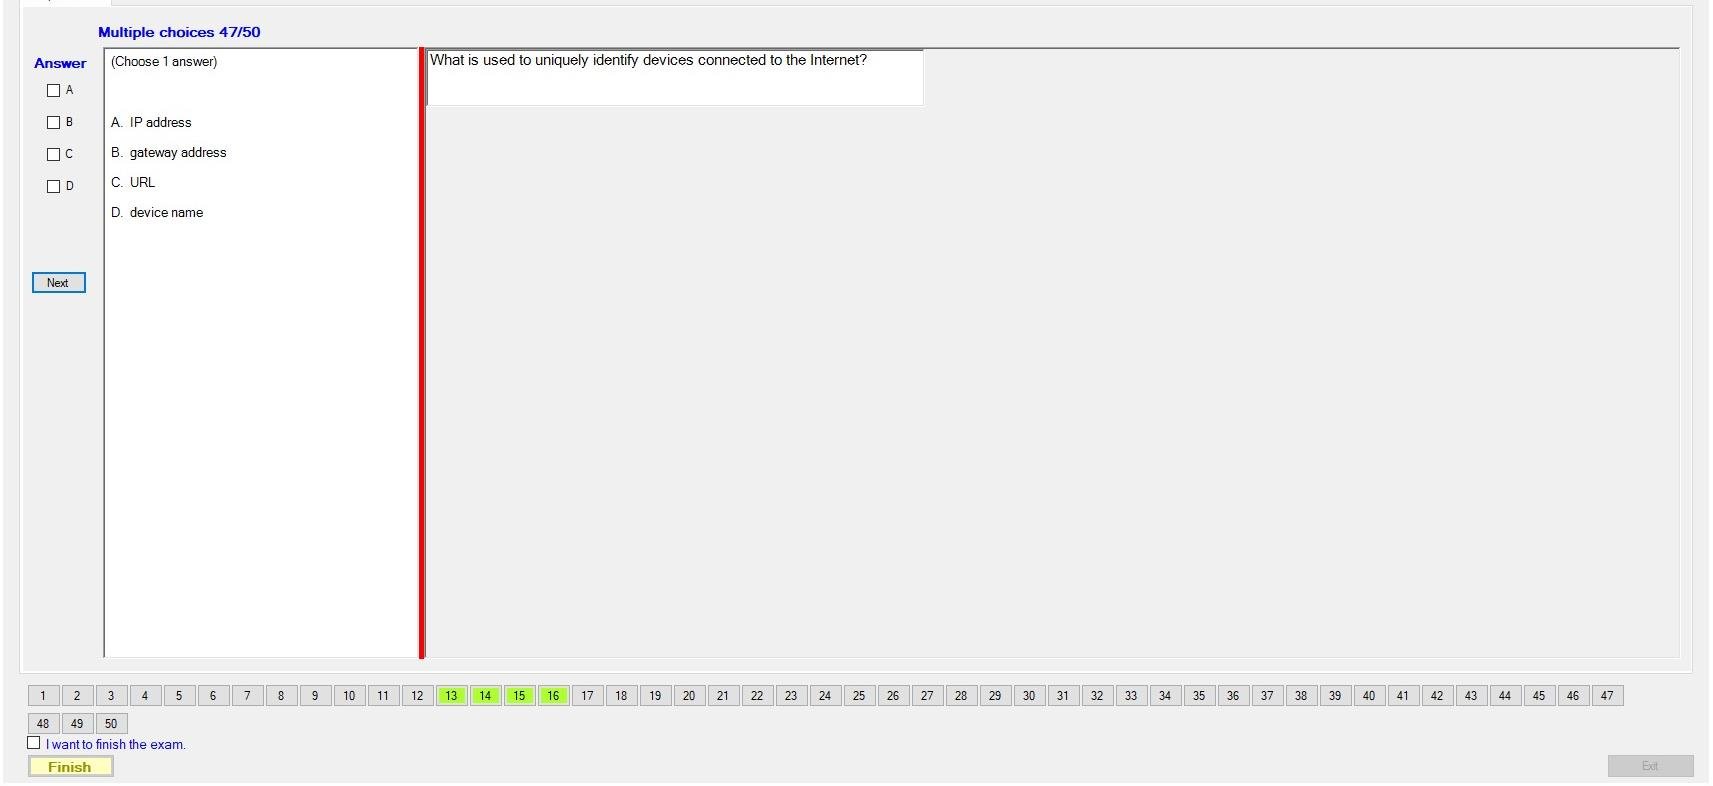 Multiple choices 47/50
Answer
A
B
C
D
Next
(Choose 1 answer)
A. IP address
B. gateway address
C. URL
D. device name
What is used to uniquely identify devices connected to the Internet?
1 2 3 4 5 6 7 8 9 10 11 12 13 14 15 16 17 18 19 20 21 22 23 24 25 26 27 28 29 30 31 32 33 34 35 36 37 38 39 40 41 42 43 44 45 46 47
48 49 50
I want to finish the exam.
Finish
Exit